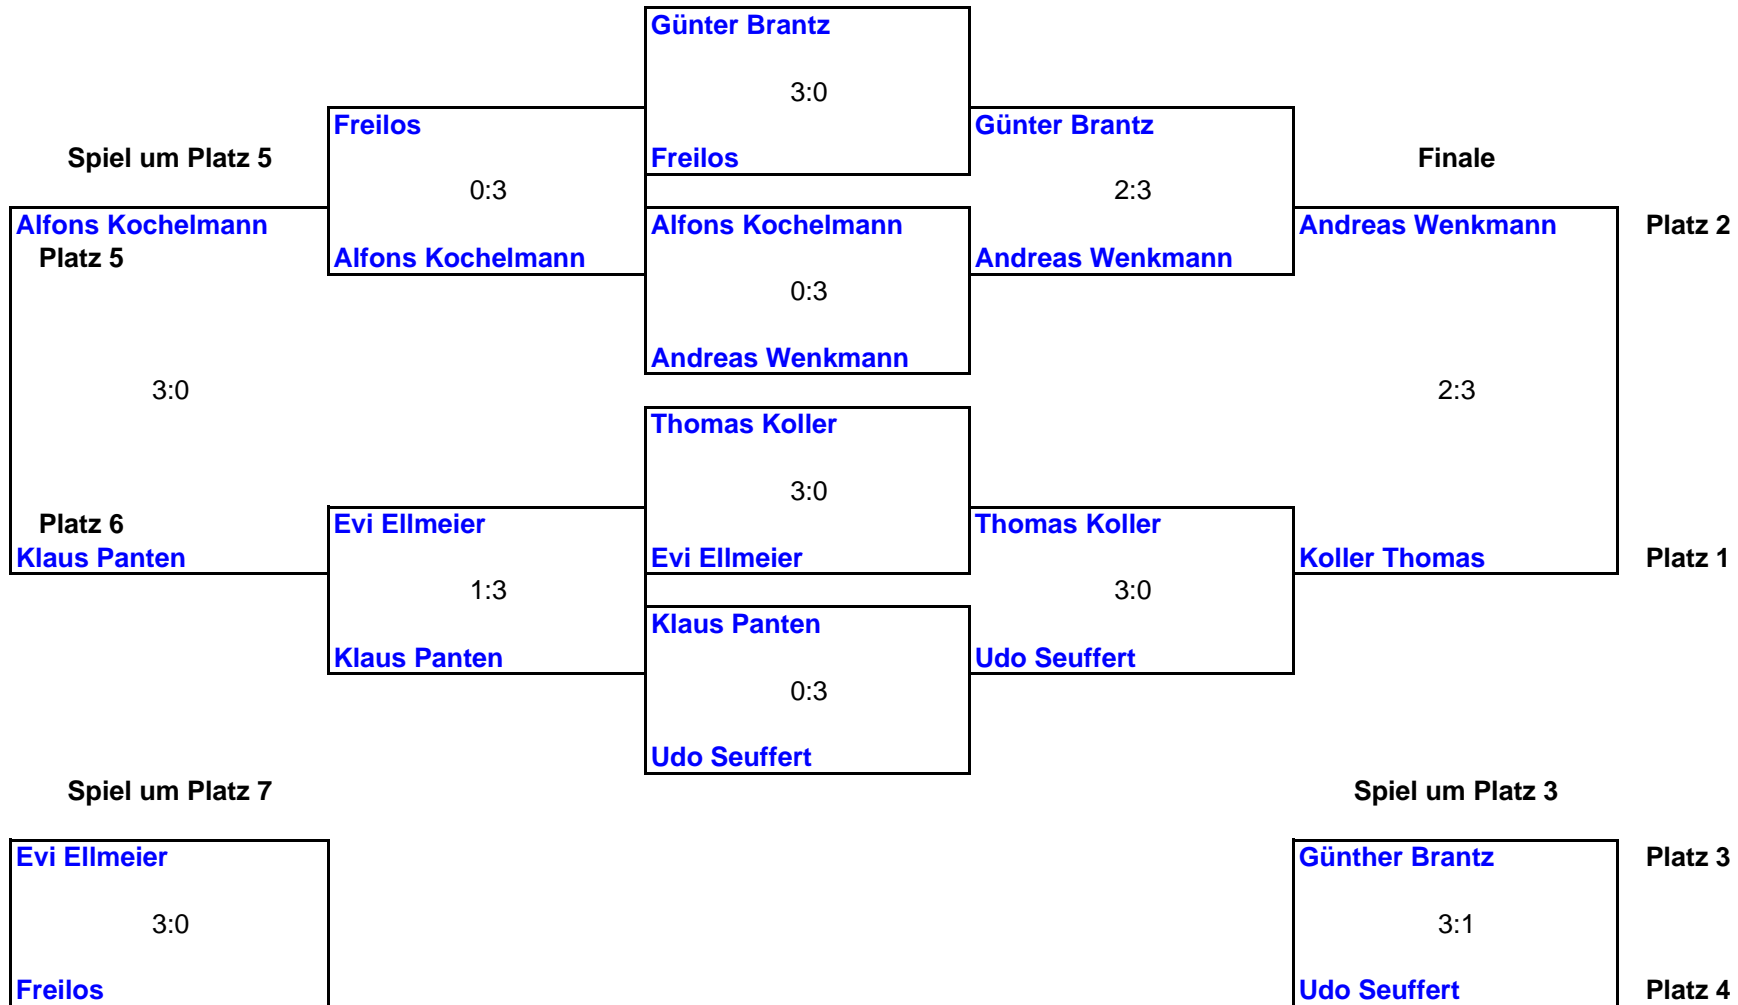 Günter Brantz
3:0
Freilos Günter Brantz
Spiel um Platz 5 Freilos Finale
0:3 2:3
Alfons Kochelmann Alfons Kochelmann Andreas Wenkmann Platz 2
Platz 5 Alfons Kochelmann Andreas Wenkmann
0:3
Andreas Wenkmann
3:0 2:3
Thomas Koller
3:0
Platz 6 Evi Ellmeier Thomas Koller
Klaus Panten Evi Ellmeier Koller Thomas Platz 1
1:3 3:0
Klaus Panten
Klaus Panten Udo Seuffert
0:3
Udo Seuffert
Spiel um Platz 7 Spiel um Platz 3
Evi Ellmeier Günther Brantz Platz 3
3:0 3:1
Freilos Udo Seuffert Platz 4